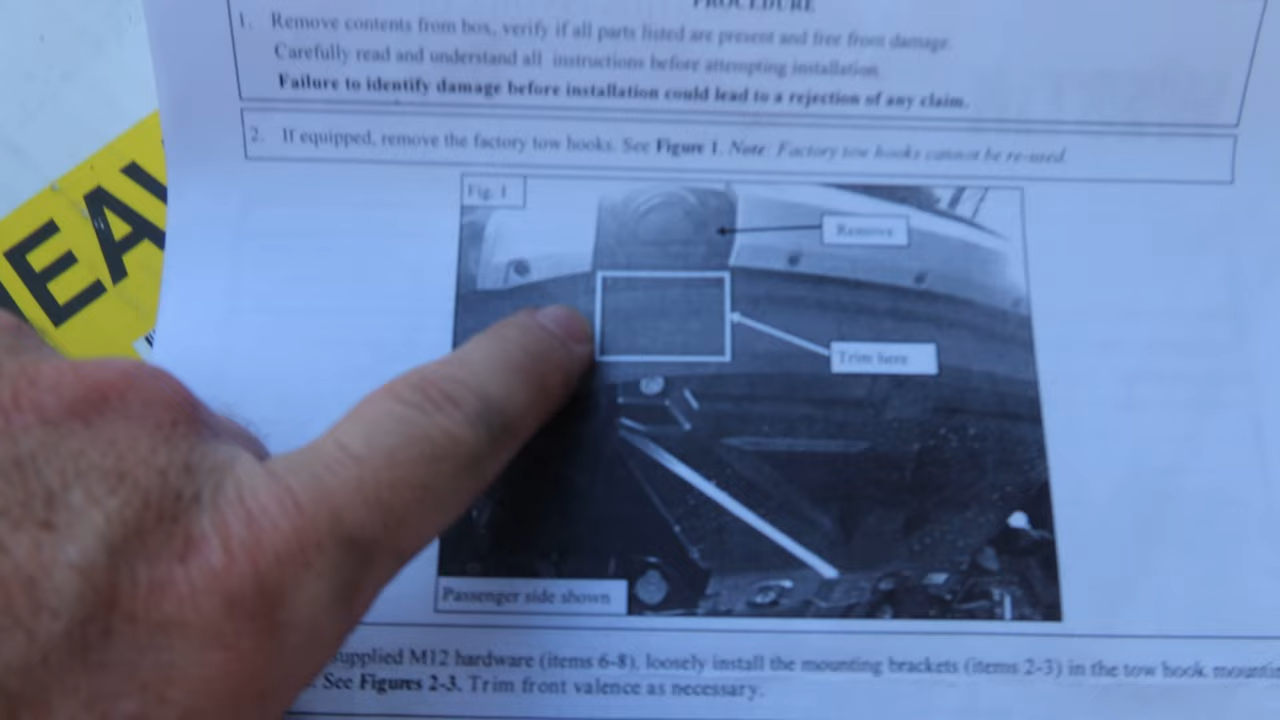 PROCEDURE
1. Remove contents from box, verify if all parts listed are present and free from damage.
Carefully read and understand all instructions before attempting installation.
Failure to identify damage before installation could lead to a rejection of any claim.
2. If equipped, remove the factory tow hooks. See Figure 1. Note: Factory tow hooks cannot be re-used.
Fig. 1
Remove
Trim here
Passenger side shown
supplied M12 hardware (items 6-8), loosely install the mounting brackets (items 2-3) in the tow hook
See Figures 2-3. Trim front valence as necessary.